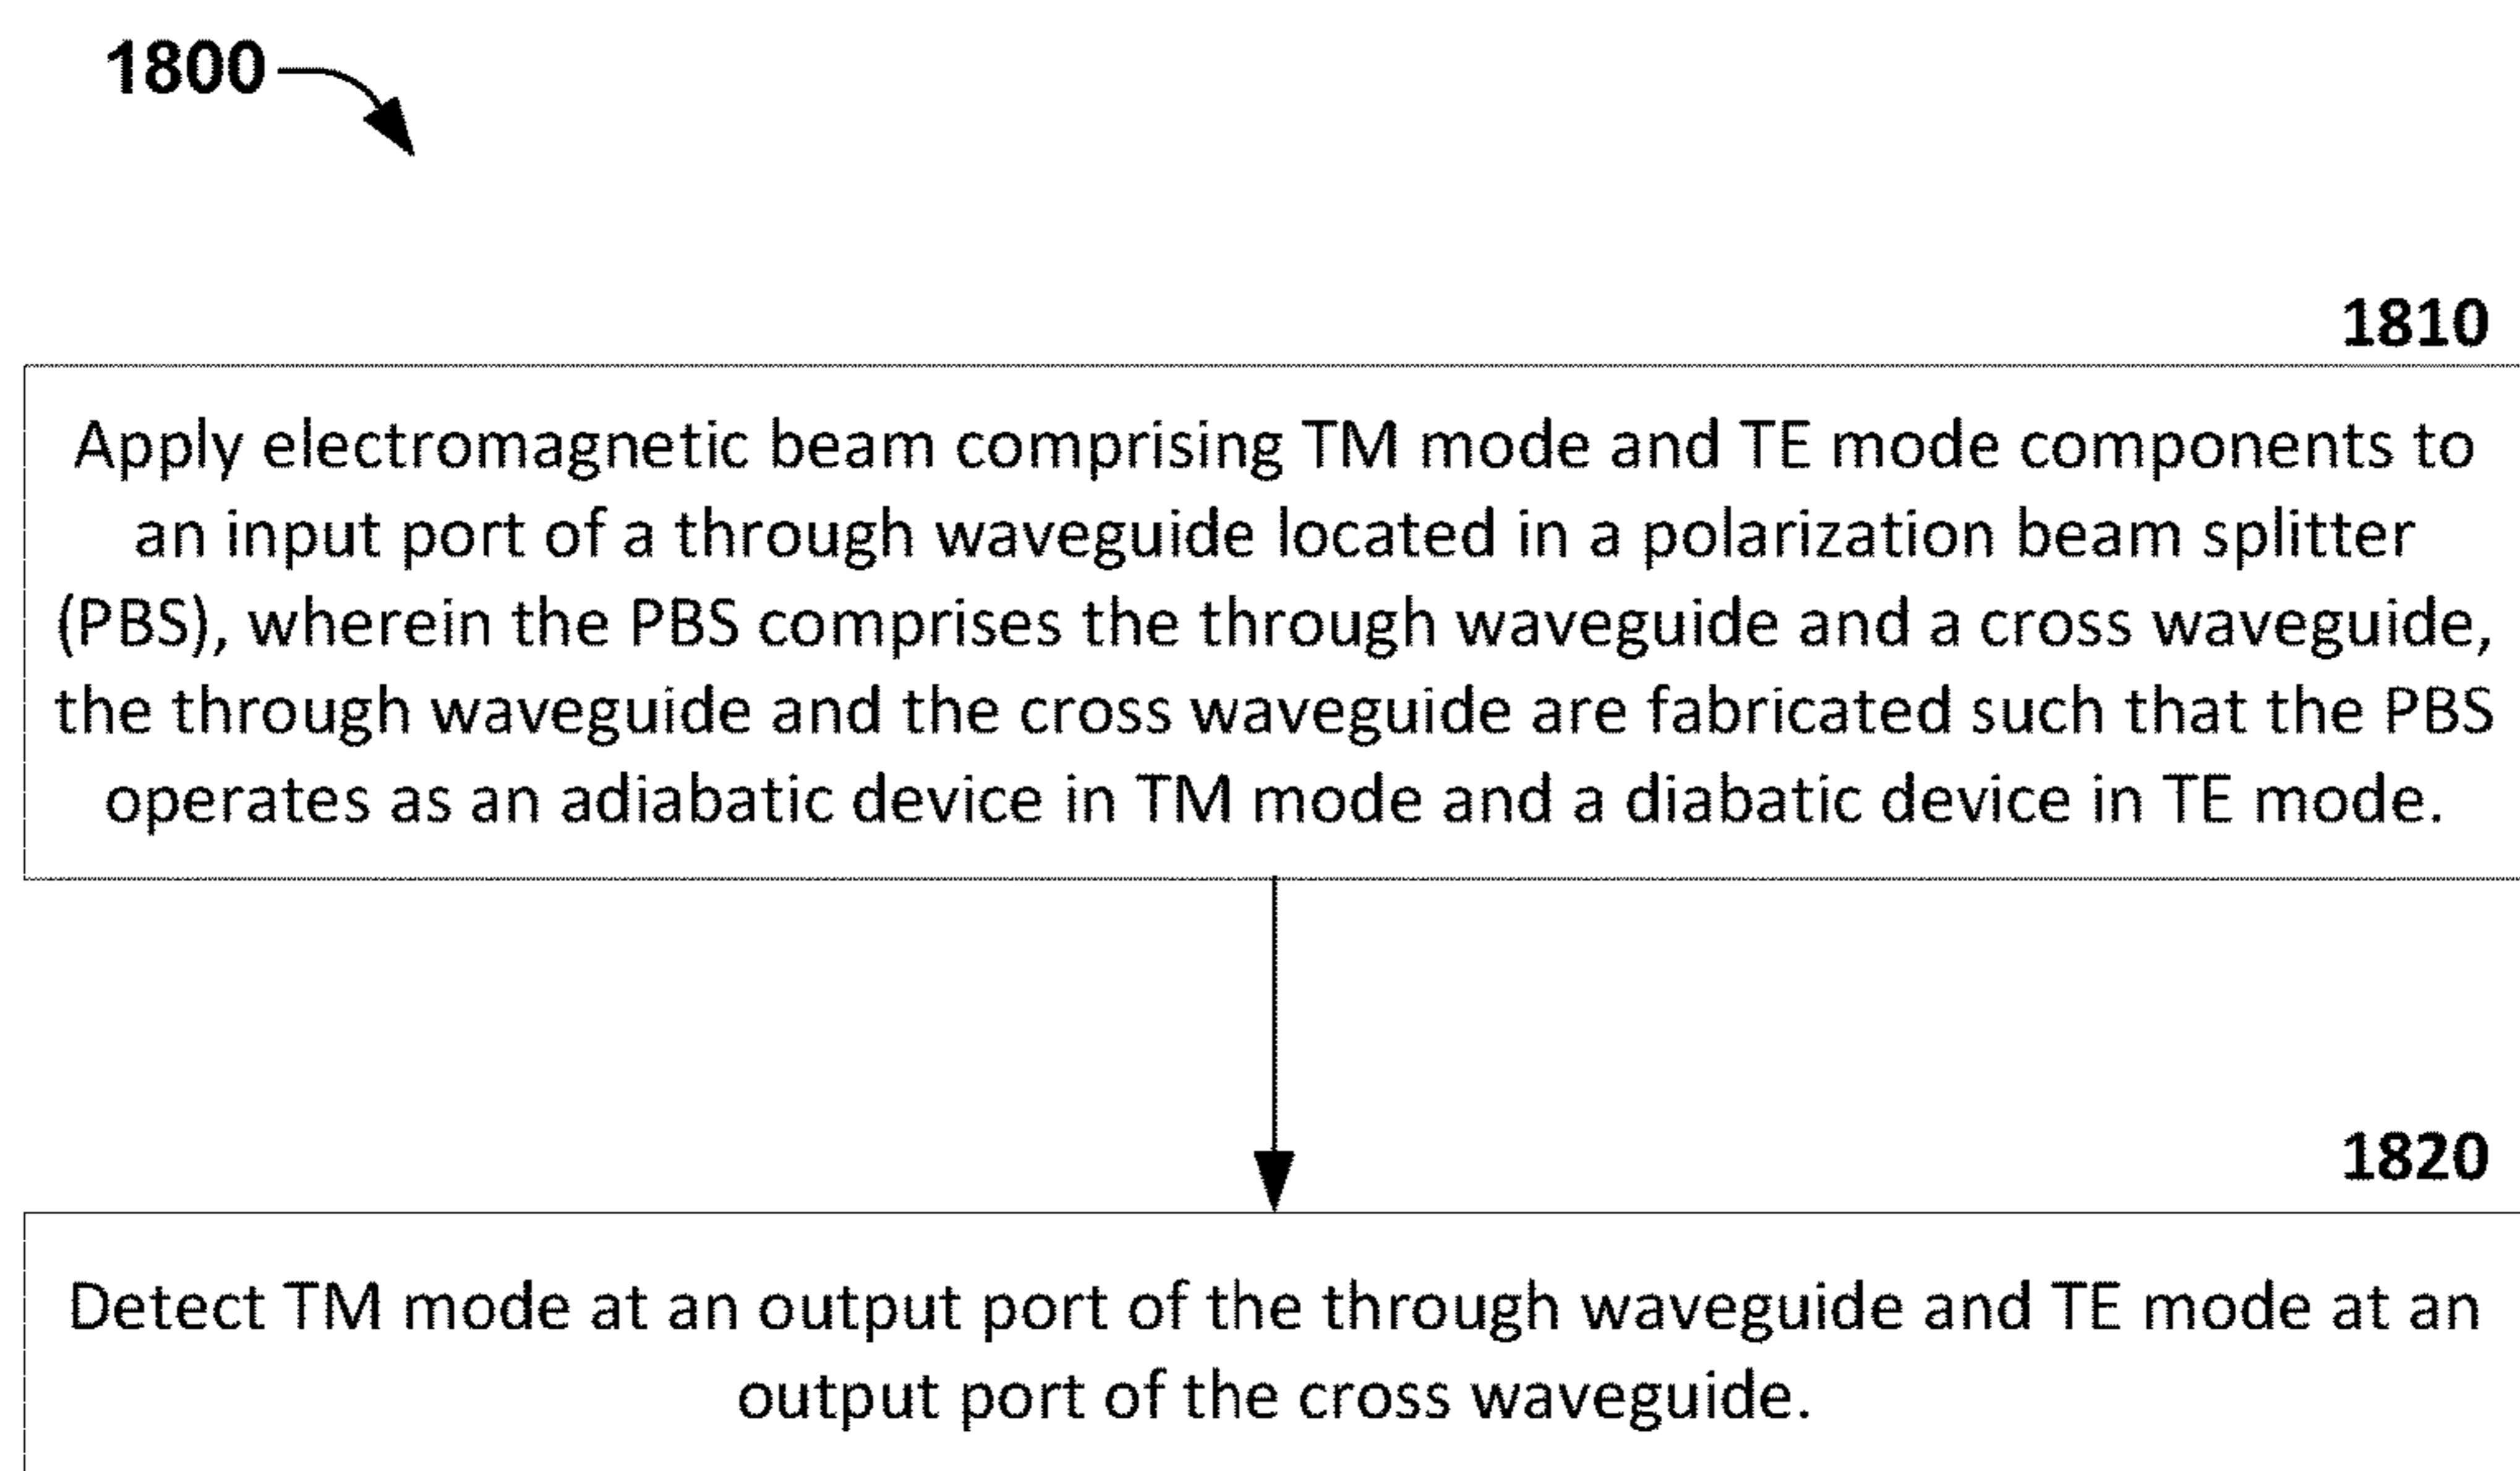 1800
1810
Apply electromagnetic beam comprising TM mode and TE mode components to
an input port of a through waveguide located in a polarization beam splitter
(PBS), wherein the PBS comprises the through waveguide and a cross waveguide,
the through waveguide and the cross waveguide are fabricated such that the PBS
operates as an adiabatic device in TM mode and a diabatic device in TE mode.
1820
Detect TM mode at an output port of the through waveguide and TE mode at an
output port of the cross waveguide.